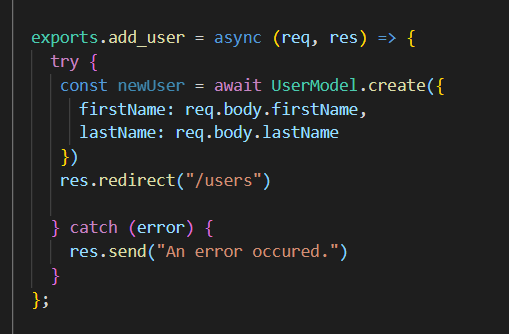 exports.add_user = async (req, res) => {
try {
const newUser = await UserModel.create({
firstName: req.body.firstName,
lastName: req.body.lastName
})
res.redirect("/users")
} catch (error) {
res.send("An error occured.")
}
};